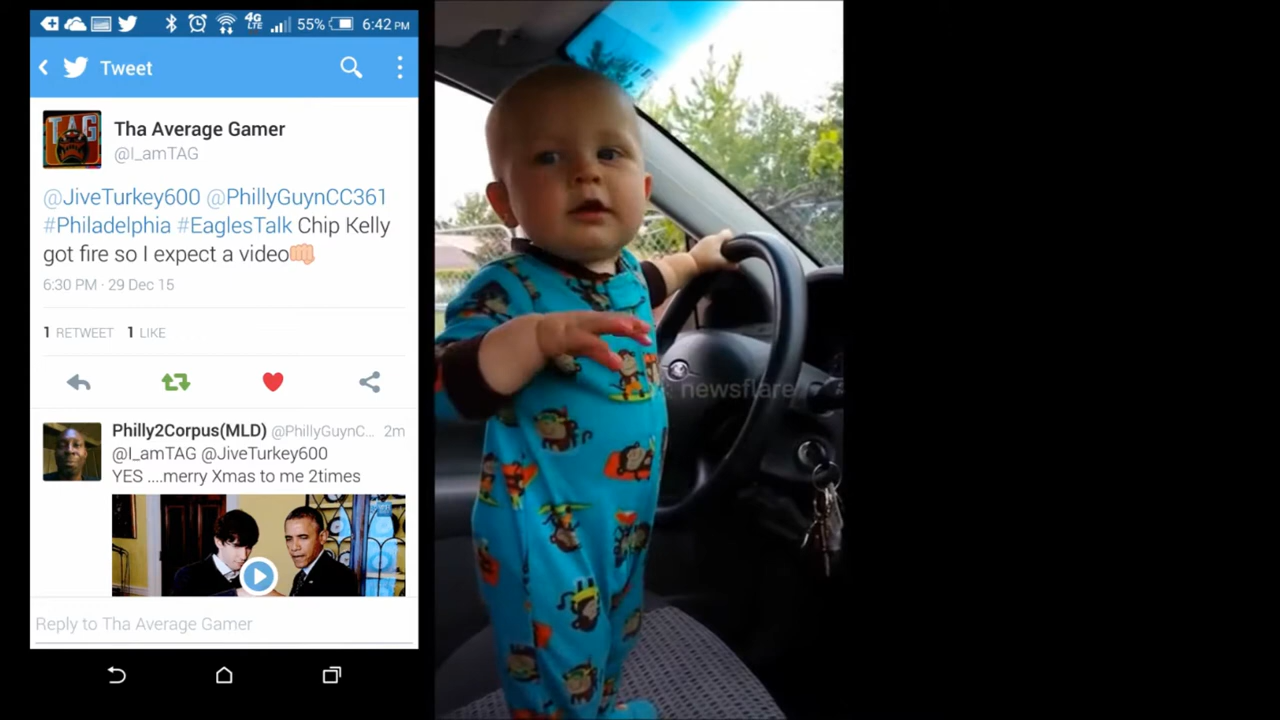 4G
LTE
55%
6:42 PM
Tweet
TAG
Tha Average Gamer
@I_amTAG
@JiveTurkey600 @PhillyGuynCC361
#Philadelphia #EaglesTalk Chip Kelly
got fire so I expect a video👊
6:30 PM · 29 Dec 15
1 RETWEET 1 LIKE
Philly2Corpus(MLD) @PhillyGuynC... 2m
@I_amTAG @JiveTurkey600
YES ....merry Xmas to me 2times
Reply to Tha Average Gamer
newsflare